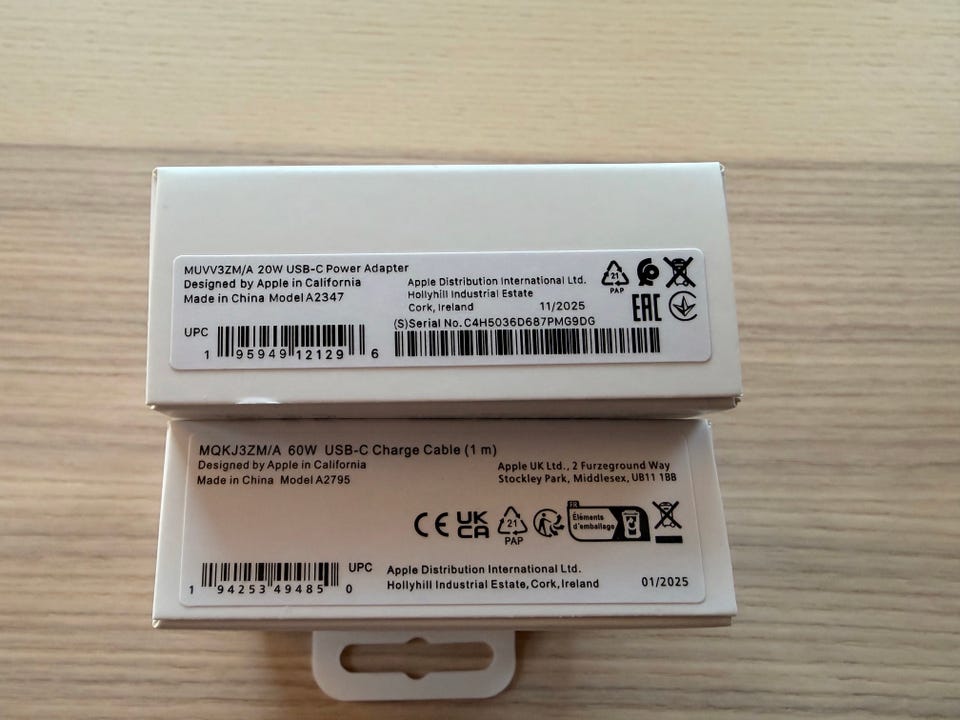 MUVV3ZM/A 20W USB-C Power Adapter
Designed by Apple in California
Made in China Model A2347
Apple Distribution International Ltd.
Hollyhill Industrial Estate
Cork, Ireland 11/2025
21
PAP
EAC
(S)Serial No. C4H5036D687PMG9DG
UPC
1 95949 12129 6
MQKJ3ZM/A 60W USB-C Charge Cable (1 m)
Designed by Apple in California
Made in China Model A2795
Apple UK Ltd., 2 Furzeground Way
Stockley Park, Middlesex, UB11 1BB
CE UK
CA
21
PAP
FR
Éléments
d'emballage
UPC
1 94253 49485 0
Apple Distribution International Ltd.
Hollyhill Industrial Estate, Cork, Ireland 01/2025